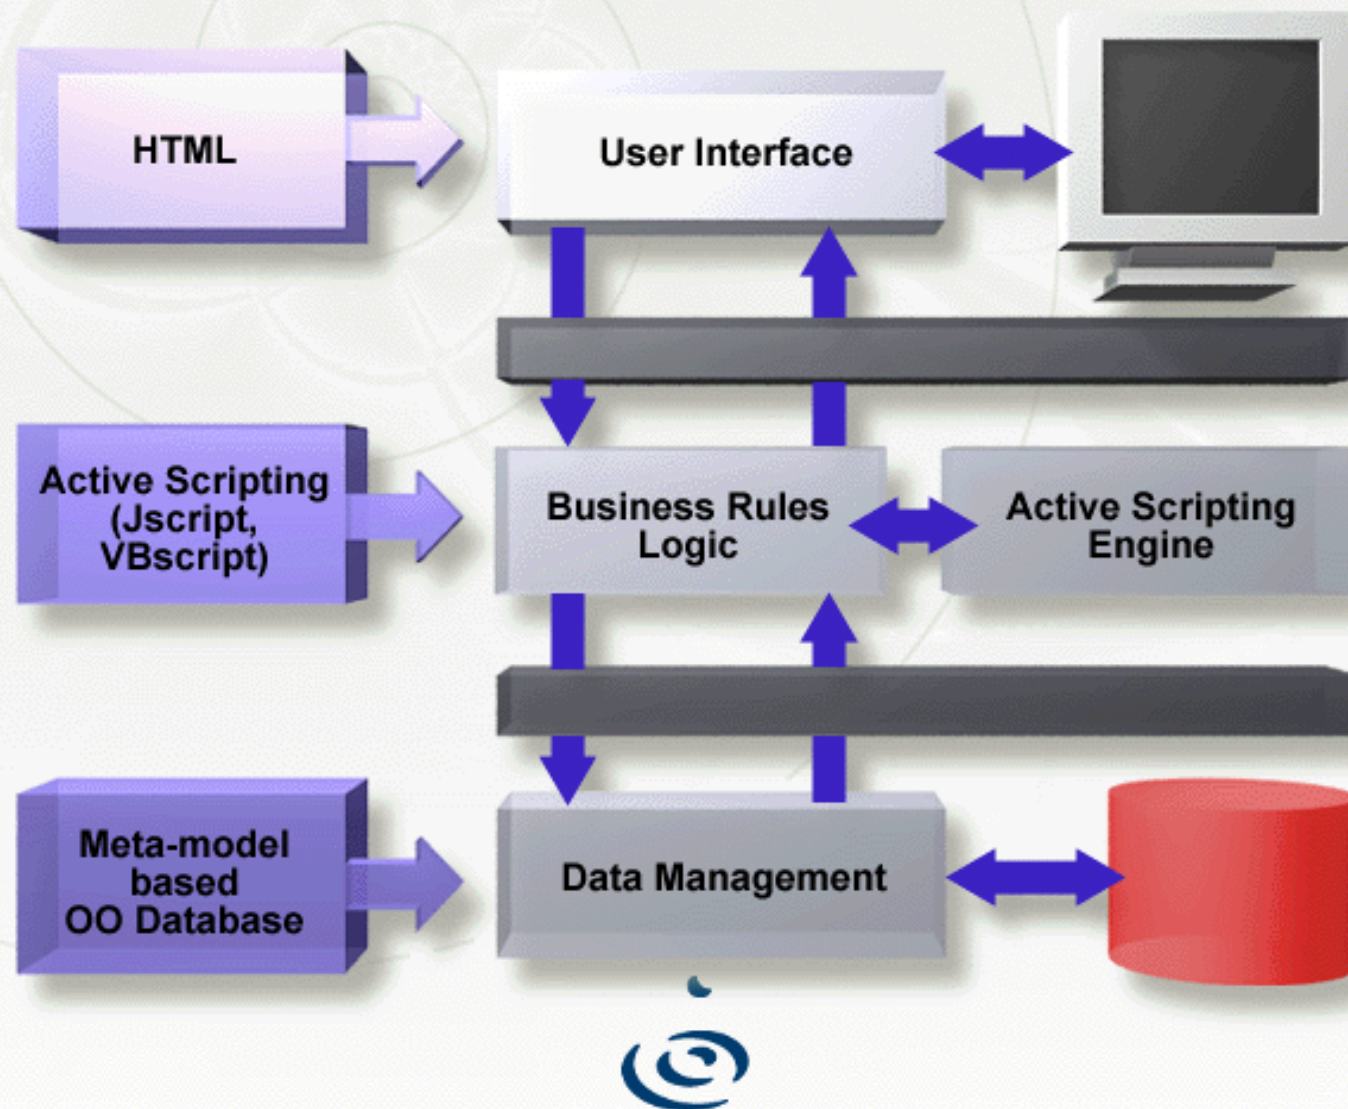 HTML
User Interface
Active Scripting
(Jscript,
VBscript)
Business Rules
Logic
Active Scripting
Engine
Meta-model
based
OO Database
Data Management